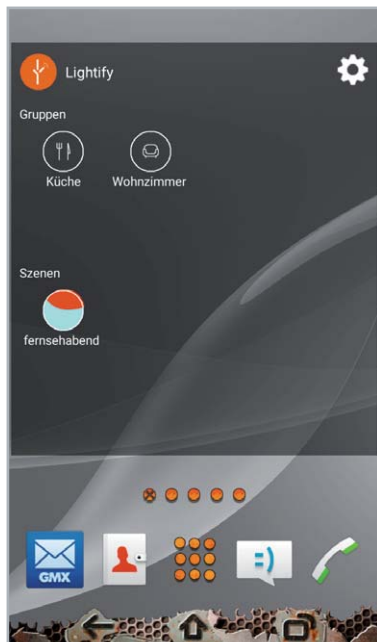 Lightify
Gruppen
Küche Wohnzimmer
Szenen
fernsehabend
GMX
=)